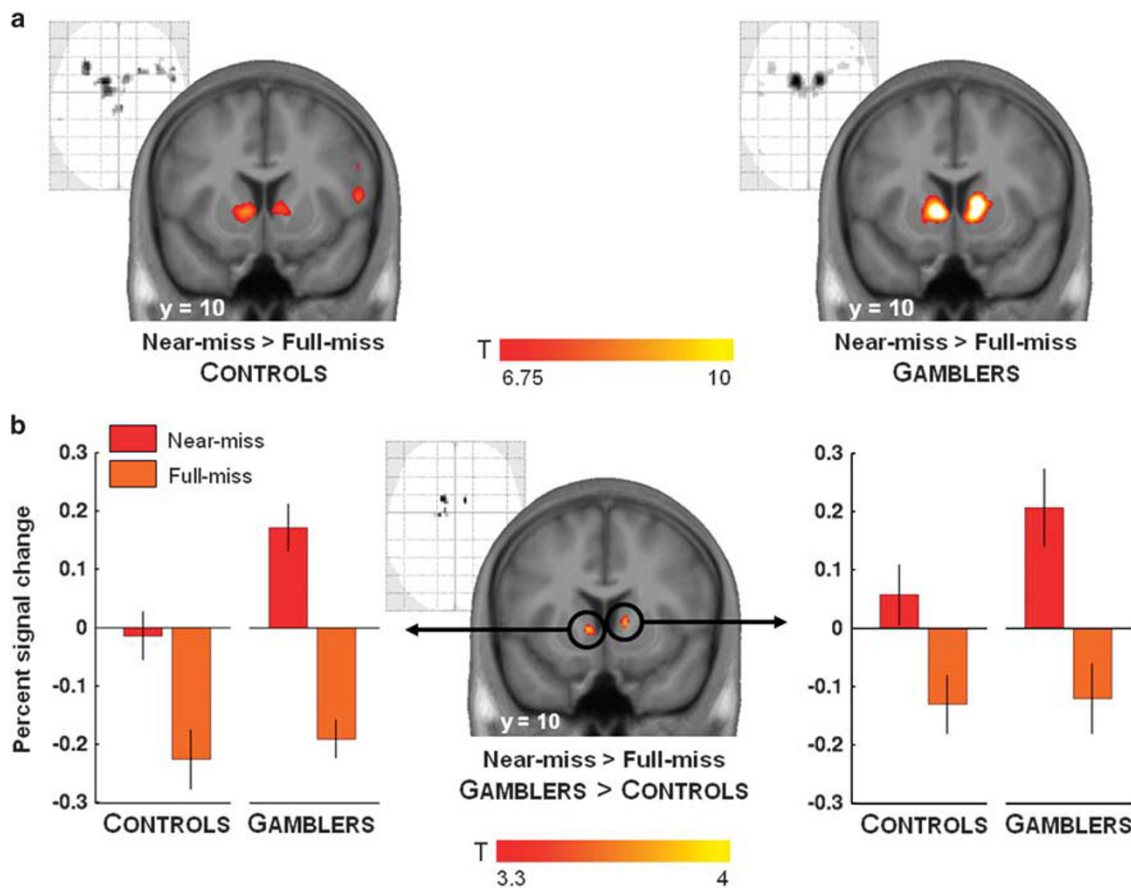 a
y = 10
Near-miss > Full-miss
CONTROLS
T
6.75 10
y = 10
Near-miss > Full-miss
GAMBLERS
b
Near-miss
Full-miss
Percent signal change
0.3
0.2
0.1
0
-0.1
-0.2
-0.3
CONTROLS GAMBLERS
y = 10
Near-miss > Full-miss
GAMBLERS > CONTROLS
T
3.3 4
0.3
0.2
0.1
0
-0.1
-0.2
-0.3
CONTROLS GAMBLERS